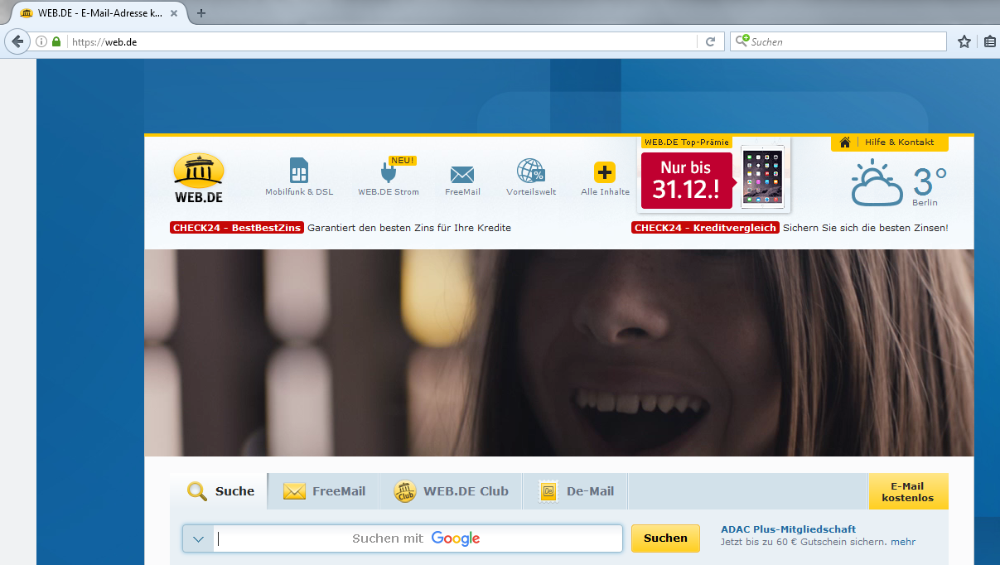 WEB.DE - E-Mail-Adresse k...
https://web.de
Suchen
WEB.DE Top-Prämie
Hilfe & Kontakt
NEU!
Nur bis
31.12.!
3°
Berlin
WEB.DE
Mobilfunk & DSL
WEB.DE Strom
FreeMail
Vorteilswelt
Alle Inhalte
CHECK24 - BestBestZins Garantiert den besten Zins für Ihre Kredite
CHECK24 - Kreditvergleich Sichern Sie sich die besten Zinsen!
Suche
FreeMail
Club
WEB.DE Club
De
De-Mail
E-Mail
kostenlos
Suchen mit Google
Suchen
ADAC Plus-Mitgliedschaft
Jetzt bis zu 60 € Gutschein sichern. mehr